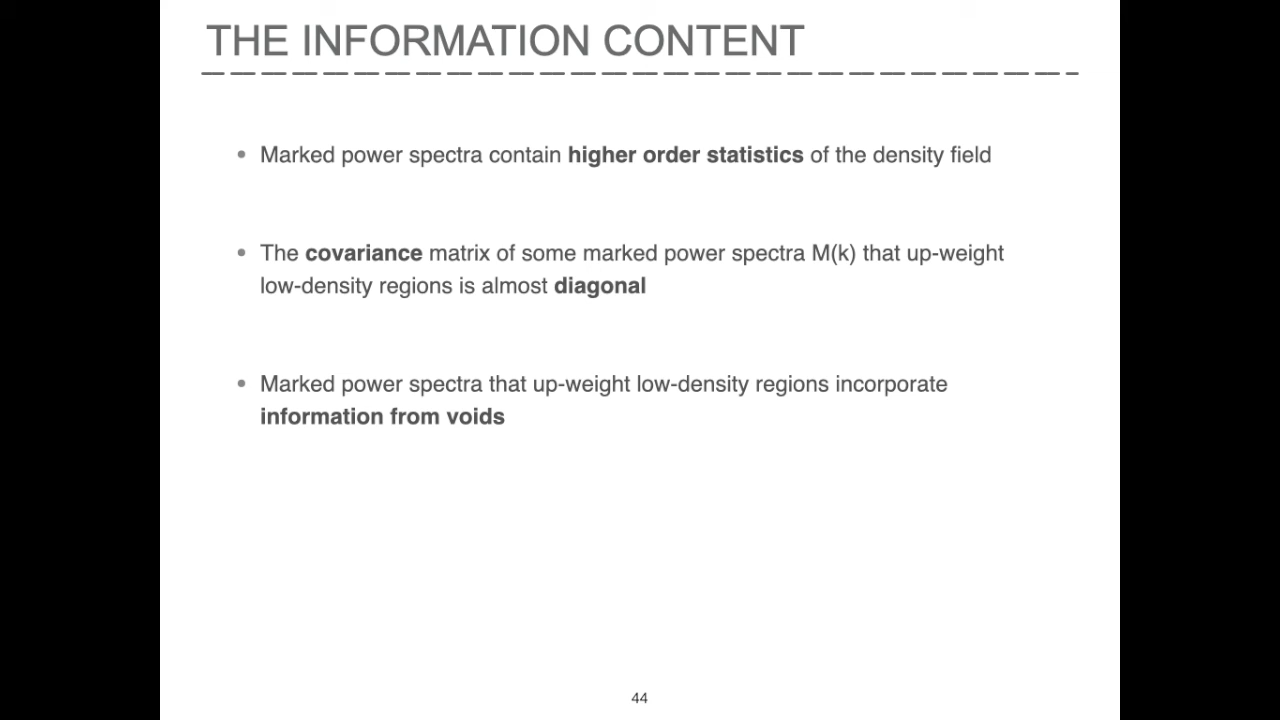 THE INFORMATION CONTENT
• Marked power spectra contain higher order statistics of the density field
• The covariance matrix of some marked power spectra M(k) that up-weight
low-density regions is almost diagonal
• Marked power spectra that up-weight low-density regions incorporate
information from voids
44